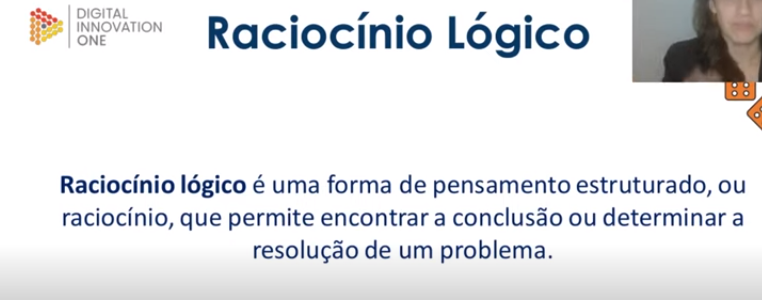 DIGITAL
INNOVATION
ONE
Raciocínio Lógico
Raciocínio lógico é uma forma de pensamento estruturado, ou
raciocínio, que permite encontrar a conclusão ou determinar a
resolução de um problema.